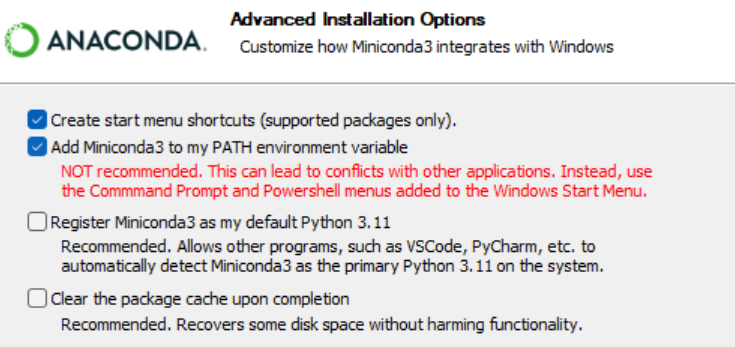 ANACONDA.
Advanced Installation Options
Customize how Miniconda3 integrates with Windows
Create start menu shortcuts (supported packages only).
Add Miniconda3 to my PATH environment variable
NOT recommended. This can lead to conflicts with other applications. Instead, use
the Commmand Prompt and Powershell menus added to the Windows Start Menu.
Register Miniconda3 as my default Python 3.11
Recommended. Allows other programs, such as VSCode, PyCharm, etc. to
automatically detect Miniconda3 as the primary Python 3.11 on the system.
Clear the package cache upon completion
Recommended. Recovers some disk space without harming functionality.